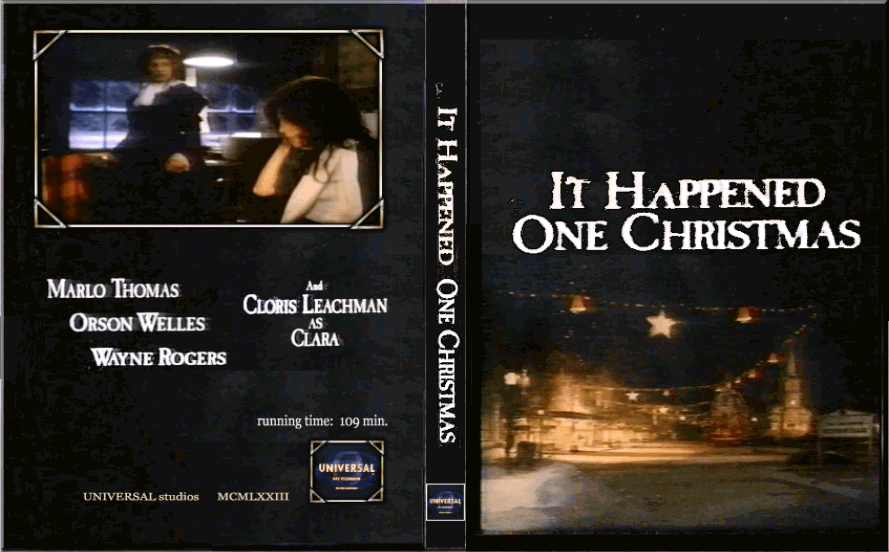 MARLO THOMAS
ORSON WELLES
WAYNE ROGERS
And
CLORIS LEACHMAN
AS
CLARA
running time: 109 min.
UNIVERSAL
UNIVERSAL studios MCMLXXIII
IT HAPPENED ONE CHRISTMAS
UNIVERSAL
IT HAPPENED
ONE CHRISTMAS